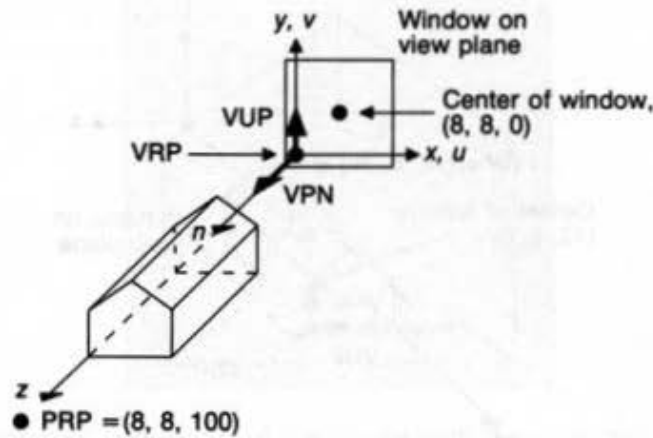 y, v
Window on
view plane
VUP
Center of window,
(8, 8, 0)
VRP
x, u
VPN
n
z
PRP = (8, 8, 100)